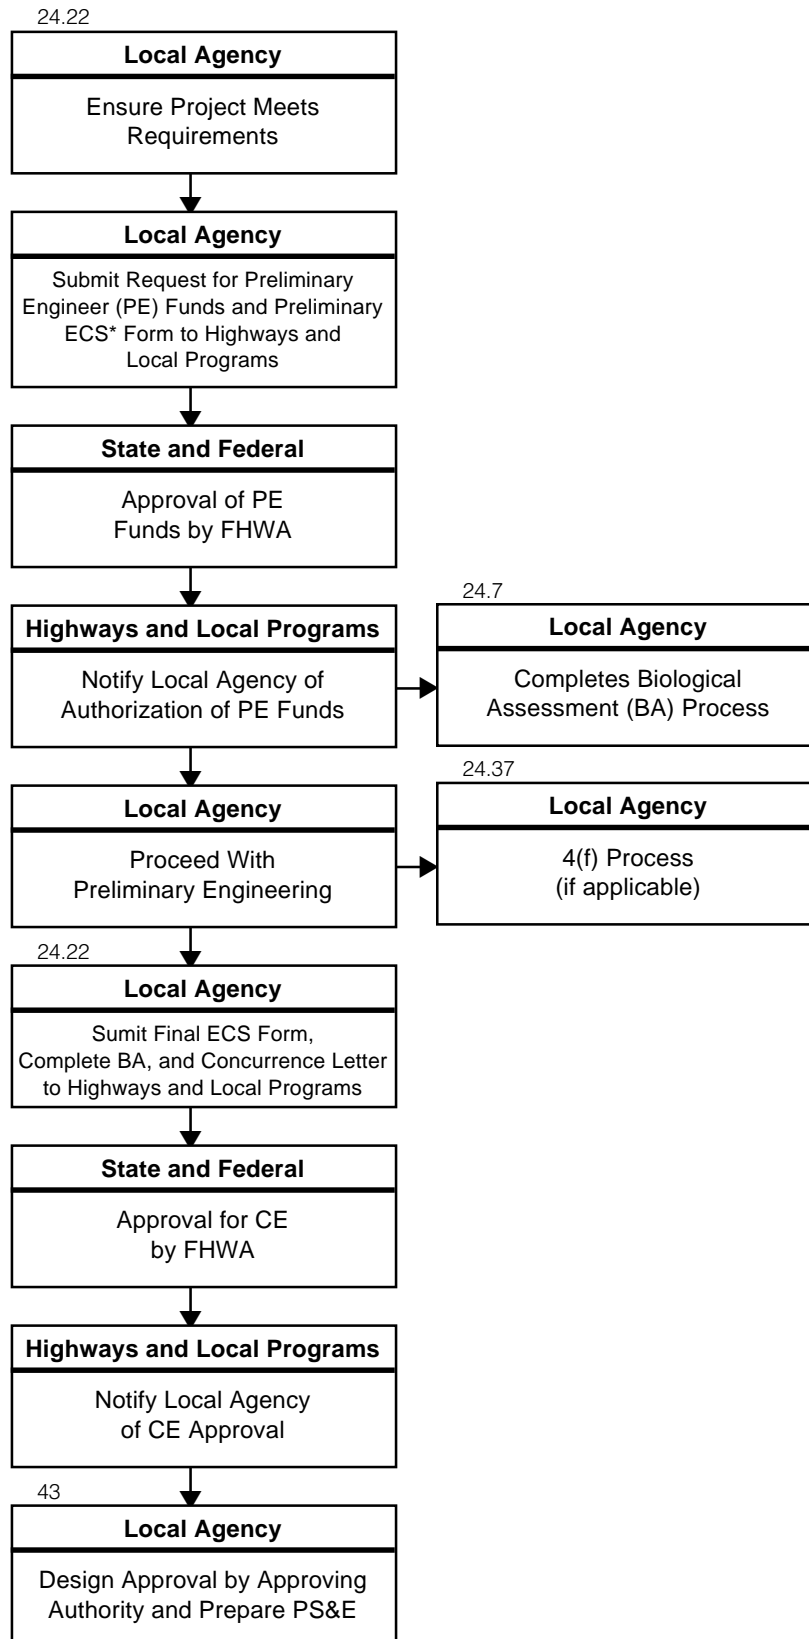 24.22
Local Agency
Ensure Project Meets
Requirements
Local Agency
Submit Request for Preliminary
Engineer (PE) Funds and Preliminary
ECS* Form to Highways and
Local Programs
State and Federal
Approval of PE
Funds by FHWA
Highways and Local Programs
Notify Local Agency of
Authorization of PE Funds
24.7
Local Agency
Completes Biological
Assessment (BA) Process
Local Agency
Proceed With
Preliminary Engineering
24.37
Local Agency
4(f) Process
(if applicable)
24.22
Local Agency
Sumit Final ECS Form,
Complete BA, and Concurrence Letter
to Highways and Local Programs
State and Federal
Approval for CE
by FHWA
Highways and Local Programs
Notify Local Agency
of CE Approval
43
Local Agency
Design Approval by Approving
Authority and Prepare PS&E